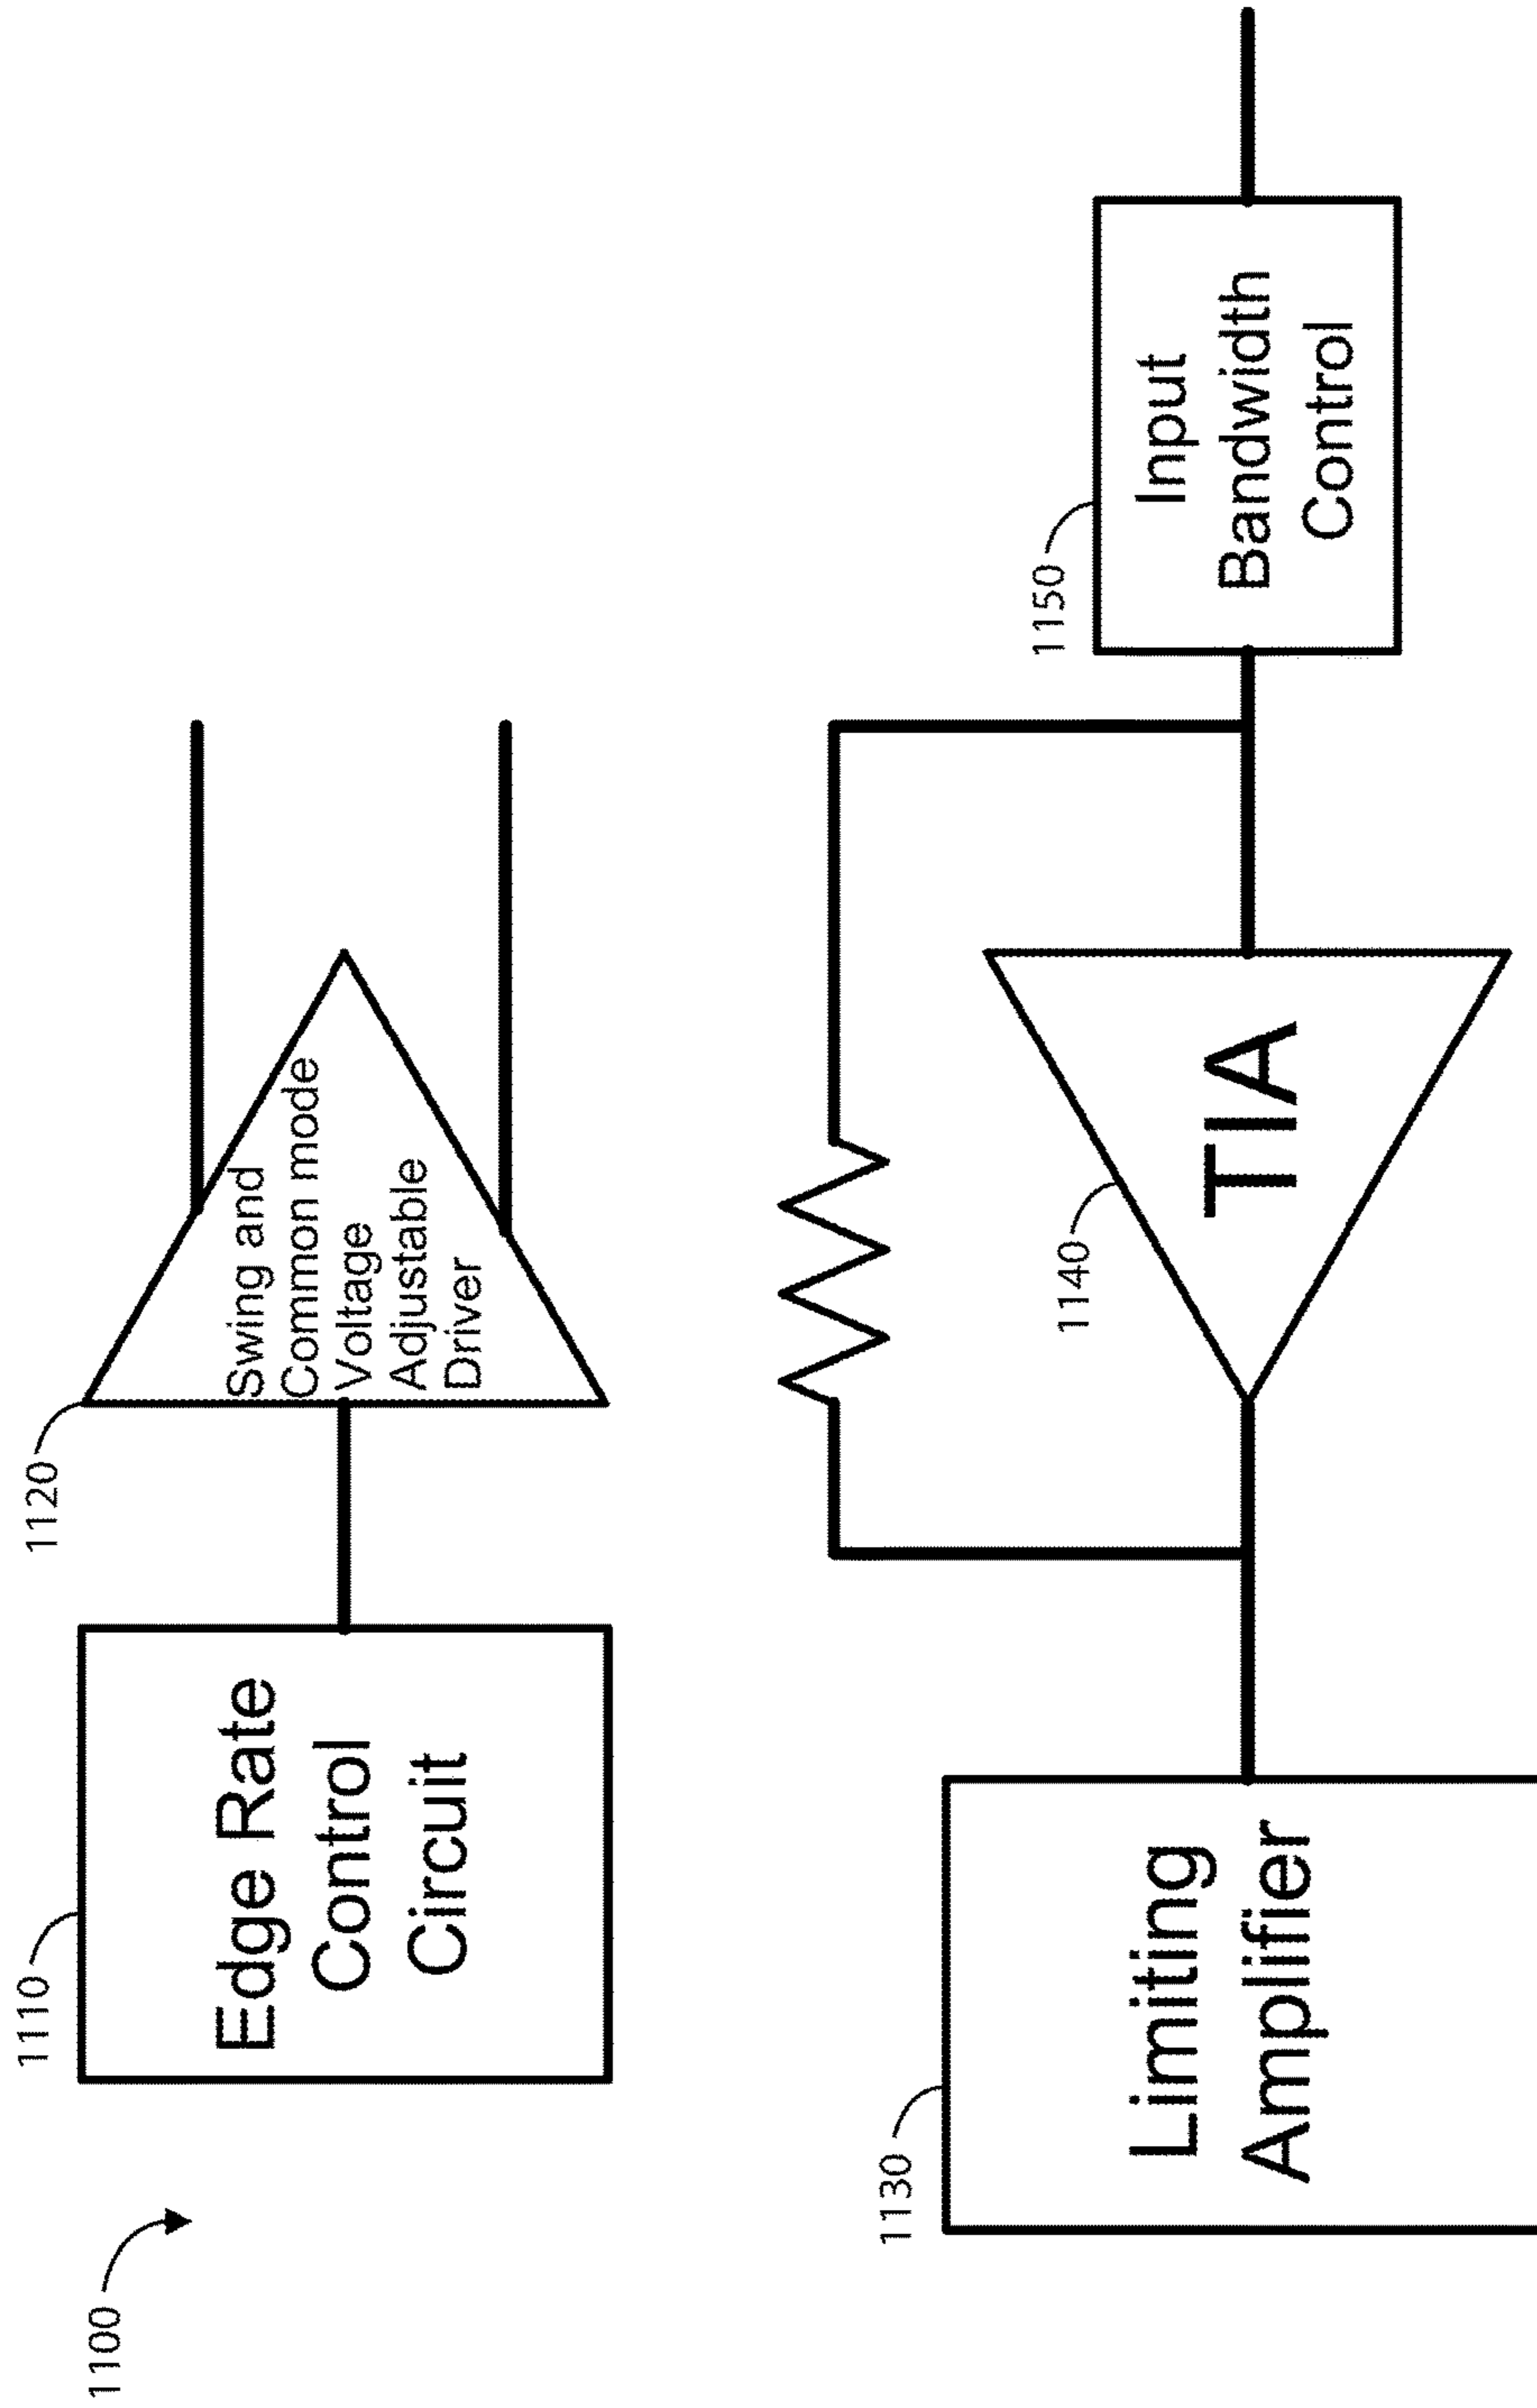 1100
1110
Edge Rate
Control
Circuit
1120
Swing and
Common mode
Voltage
Adjustable
Driver
1130
Limiting
Amplifier
1140
TIA
1150
Input
Bandwidth
Control